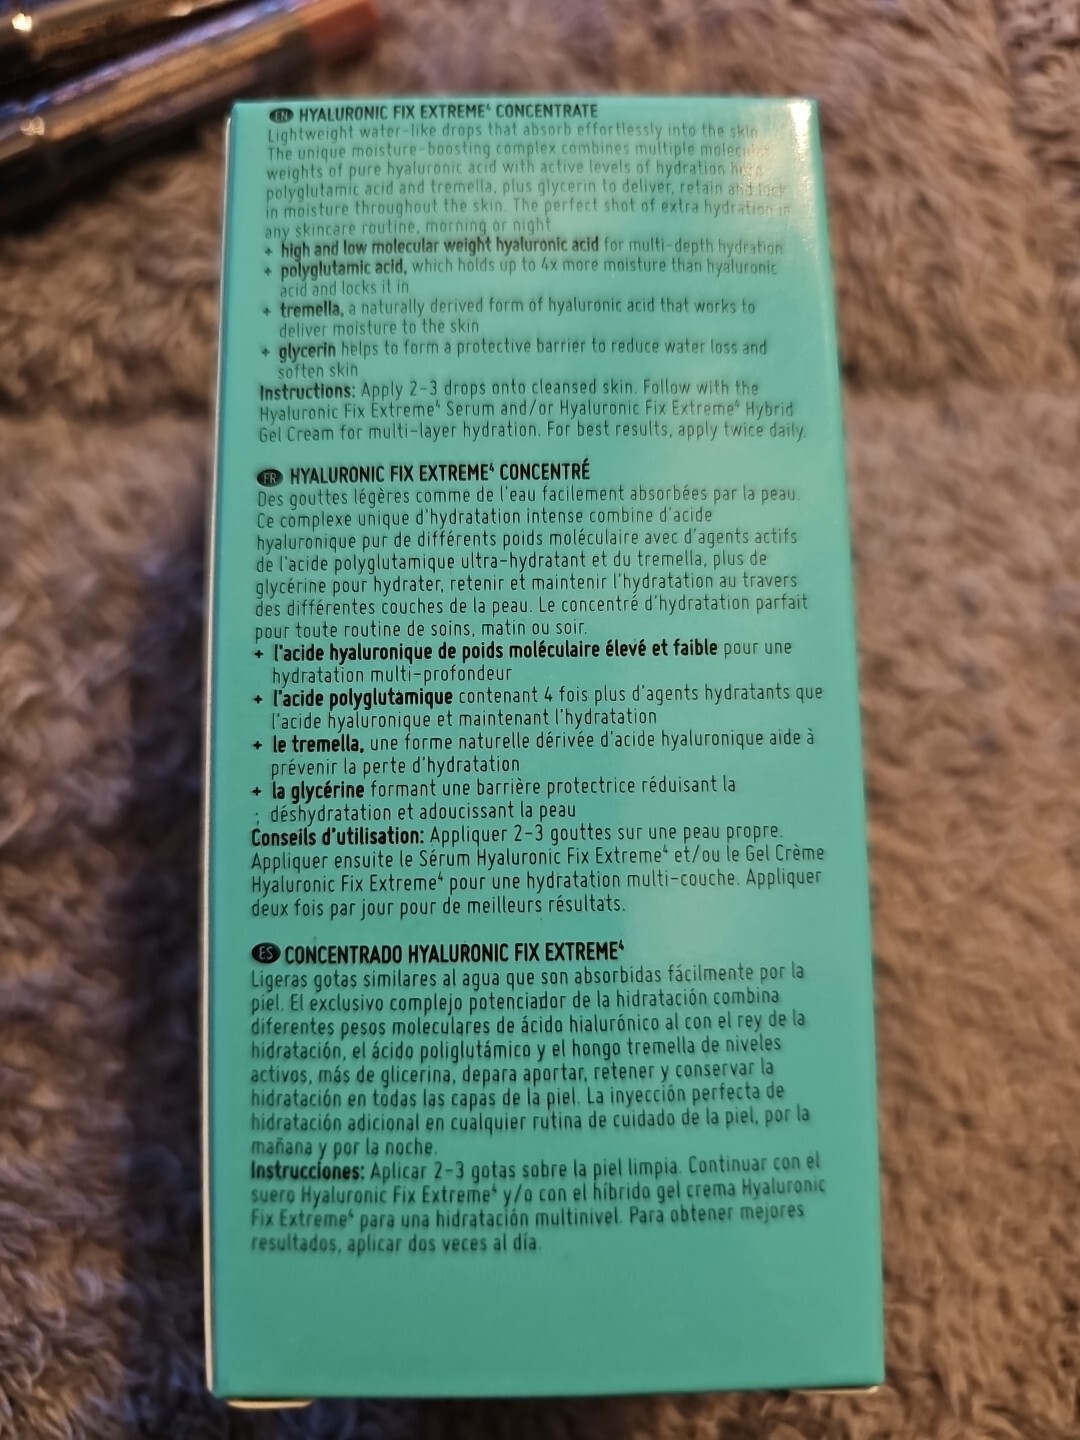 EN HYALURONIC FIX EXTREME⁴ CONCENTRATE
Lightweight water-like drops that absorb effortlessly into the skin
The unique moisture-boosting complex combines multiple molecular
weights of pure hyaluronic acid with active levels of hydration hero
polyglutamic acid and tremella, plus glycerin to deliver, retain and lock
in moisture throughout the skin. The perfect shot of extra hydration in
any skincare routine, morning or night
+ high and low molecular weight hyaluronic acid for multi-depth hydration
+ polyglutamic acid, which holds up to 4x more moisture than hyaluronic
acid and locks it in
+ tremella, a naturally derived form of hyaluronic acid that works to
deliver moisture to the skin
+ glycerin helps to form a protective barrier to reduce water loss and
soften skin
Instructions: Apply 2-3 drops onto cleansed skin. Follow with the
Hyaluronic Fix Extreme⁴ Serum and/or Hyaluronic Fix Extreme⁴ Hybrid
Gel Cream for multi-layer hydration. For best results, apply twice daily.
FR HYALURONIC FIX EXTREME⁴ CONCENTRÉ
Des gouttes légères comme de l'eau facilement absorbées par la peau.
Ce complexe unique d'hydratation intense combine d'acide
hyaluronique pur de différents poids moléculaire avec d'agents actifs
de l'acide polyglutamique ultra-hydratant et du tremella, plus de
glycérine pour hydrater, retenir et maintenir l'hydratation au travers
des différentes couches de la peau. Le concentré d'hydratation parfait
pour toute routine de soins, matin ou soir.
+ l'acide hyaluronique de poids moléculaire élevé et faible pour une
hydratation multi-profondeur
+ l'acide polyglutamique contenant 4 fois plus d'agents hydratants que
l'acide hyaluronique et maintenant l'hydratation
+ le tremella, une forme naturelle dérivée d'acide hyaluronique aide à
prévenir la perte d'hydratation
+ la glycérine formant une barrière protectrice réduisant la
déshydratation et adoucissant la peau
Conseils d'utilisation: Appliquer 2-3 gouttes sur une peau propre.
Appliquer ensuite le Sérum Hyaluronic Fix Extreme⁴ et/ou le Gel Crème
Hyaluronic Fix Extreme⁴ pour une hydratation multi-couche. Appliquer
deux fois par jour pour de meilleurs résultats.
ES CONCENTRADO HYALURONIC FIX EXTREME⁴
Ligeras gotas similares al agua que son absorbidas fácilmente por la
piel. El exclusivo complejo potenciador de la hidratación combina
diferentes pesos moleculares de ácido hialurónico al con el rey de la
hidratación, el ácido poliglutámico y el hongo tremella de niveles
activos, más de glicerina, depara aportar, retener y conservar la
hidratación en todas las capas de la piel. La inyección perfecta de
hidratación adicional en cualquier rutina de cuidado de la piel, por la
mañana y por la noche.
Instrucciones: Aplicar 2-3 gotas sobre la piel limpia. Continuar con el
suero Hyaluronic Fix Extreme⁴ y/o con el híbrido gel crema Hyaluronic
Fix Extreme⁴ para una hidratación multinivel. Para obtener mejores
resultados, aplicar dos veces al día.